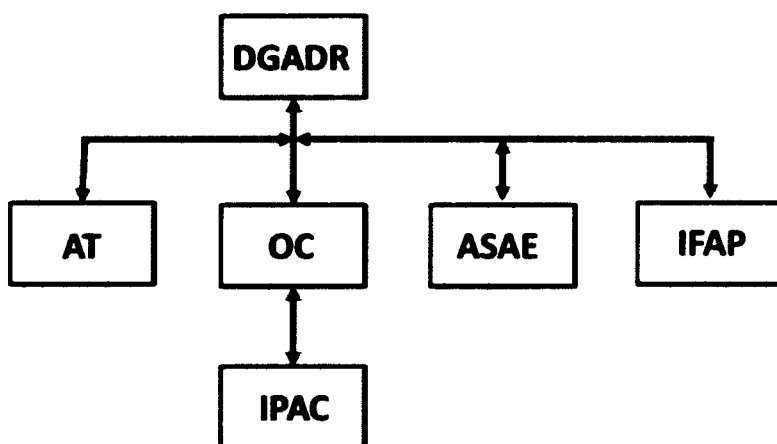 DGADR
AT
OC
ASAE
IFAP
IPAC